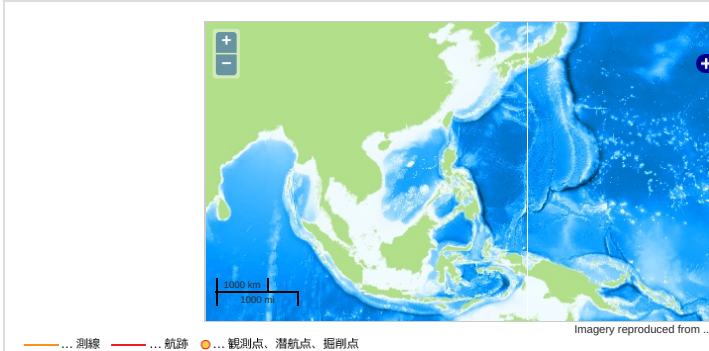 +
−
+
1000 km
1000 mi
Imagery reproduced from ...
... 測線 ... 航跡 ... 観測点、潜航点、掘削点